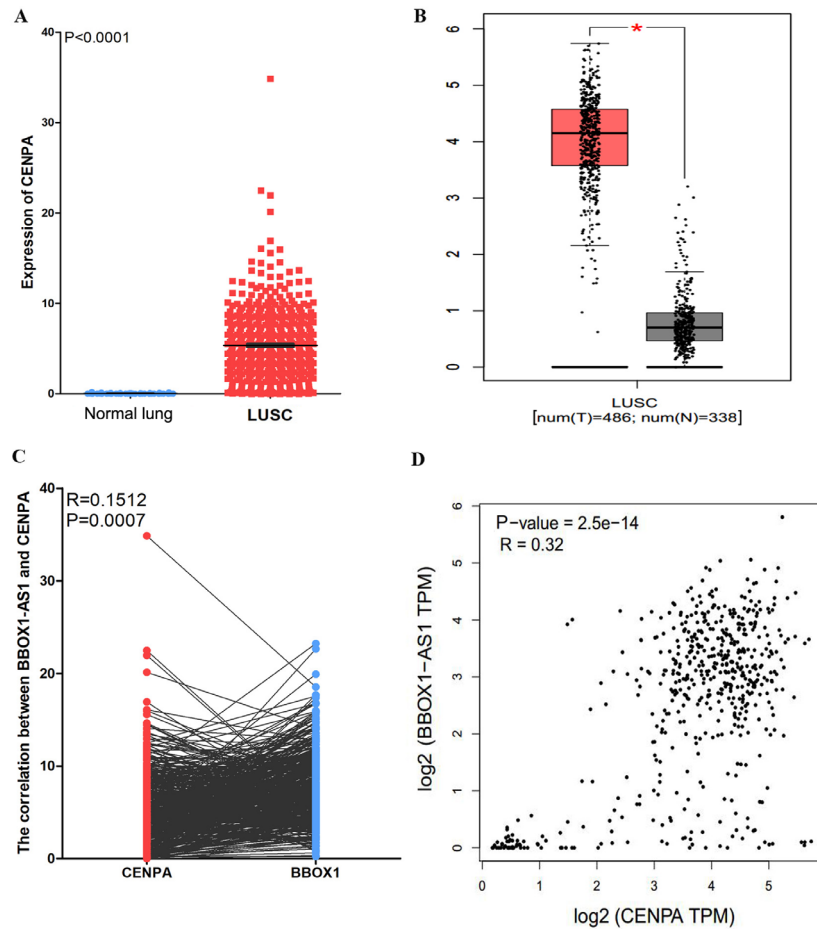 A
P<0.0001
Expression of CENPA
40
30
20
10
0
Normal lung
LUSC
B
*
6
5
4
3
2
1
0
LUSC
[num(T)=486; num(N)=338]
C
R=0.1512
P=0.0007
The correlation between BBOX1-AS1 and CENPA
40
30
20
10
0
CENPA
BBOX1
D
P−value = 2.5e−14
R = 0.32
log2 (BBOX1−AS1 TPM)
6
5
4
3
2
1
0
0 1 2 3 4 5
log2 (CENPA TPM)